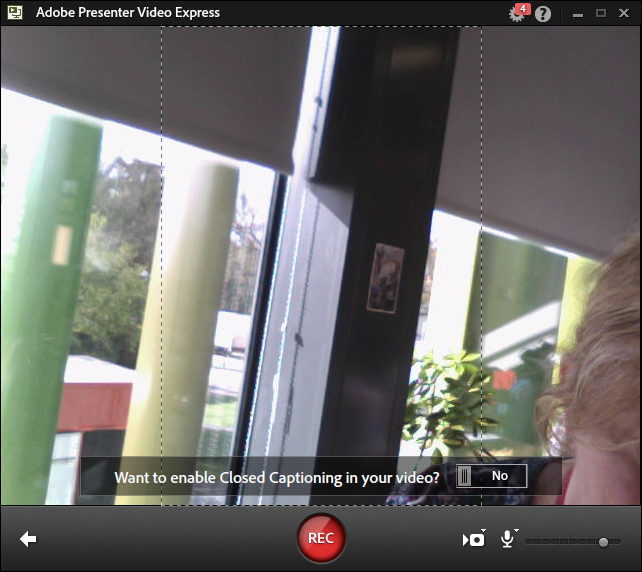 Adobe Presenter Video Express
4
?
Want to enable Closed Captioning in your video? No
REC